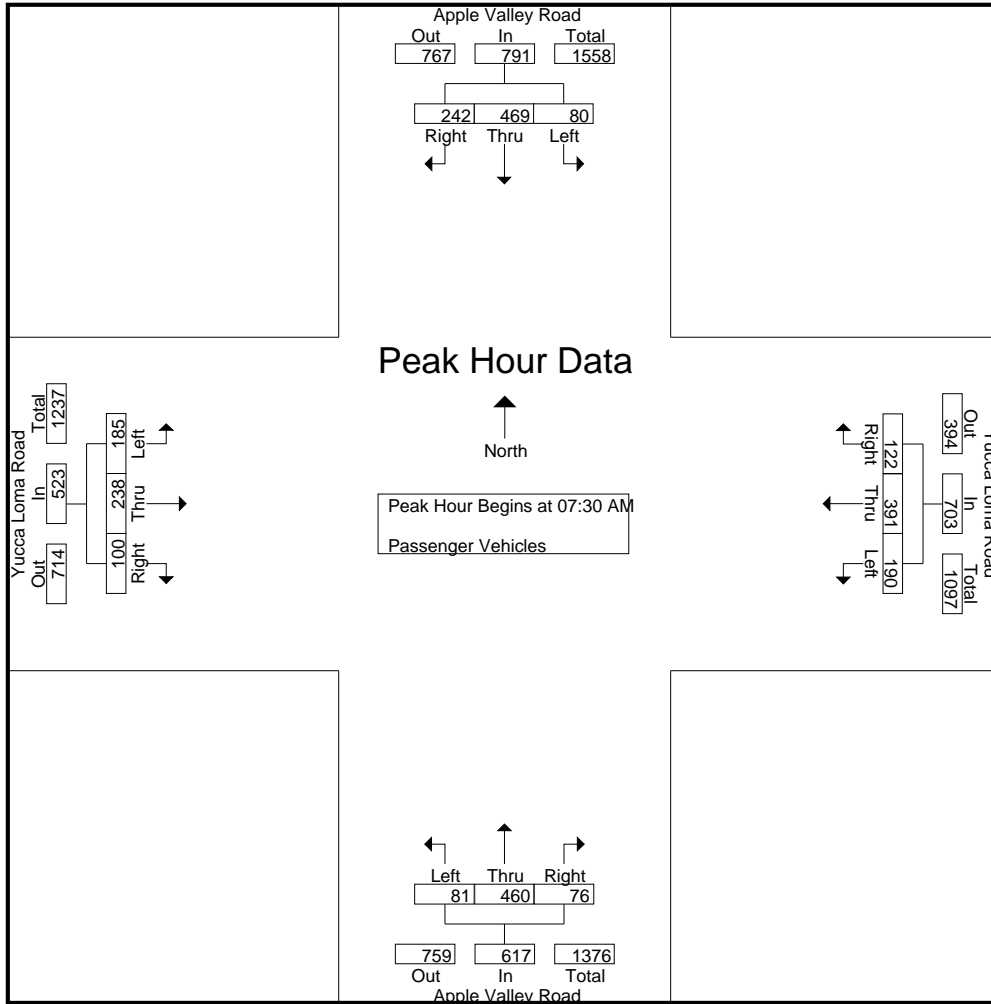 Apple Valley Road
Out In Total
767 791 1558
242 469 80
Right Thru Left
Peak Hour Data
North
Peak Hour Begins at 07:30 AM
Passenger Vehicles
Yucca Loma Road
Total In Out
1237 523 714
185 238 100
Left Thru Right
Yucca Loma Road
Out In Total
394 703 1097
122 391 190
Right Thru Left
Left Thru Right
81 460 76
759 617 1376
Out In Total
Apple Valley Road